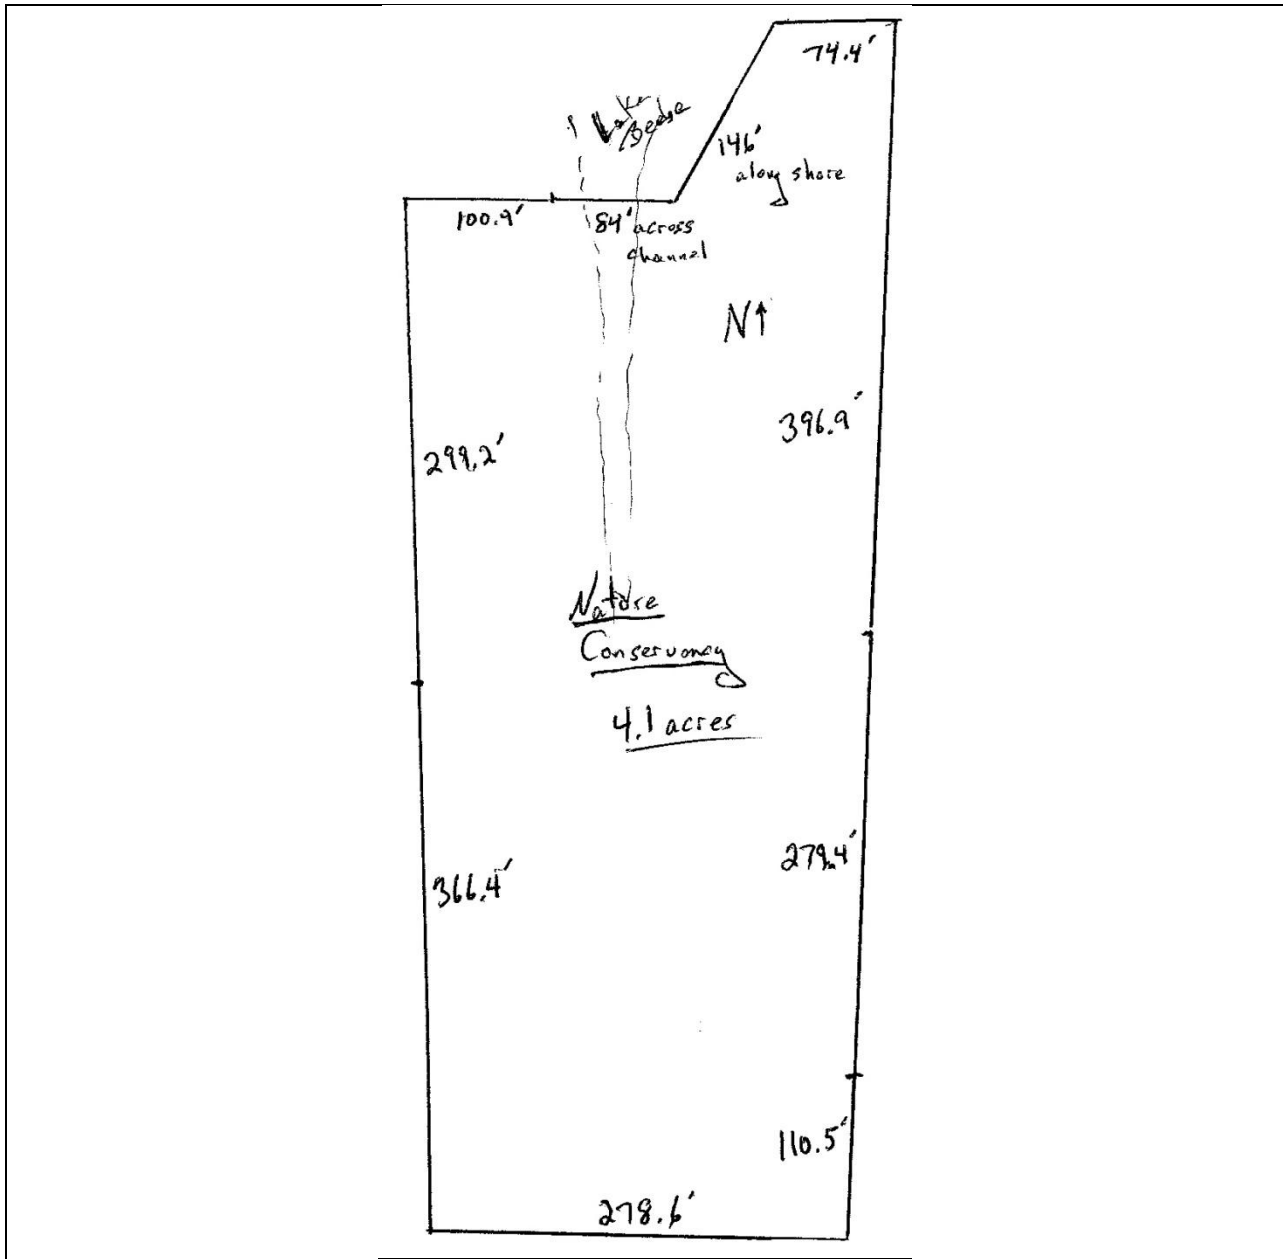 74.4'
Lake
Beede
146'
along shore
100.9'
84' across
channel
N↑
396.9'
299.2'
Nature
Conservancy
4.1 acres
279.4'
366.4'
110.5'
278.6'